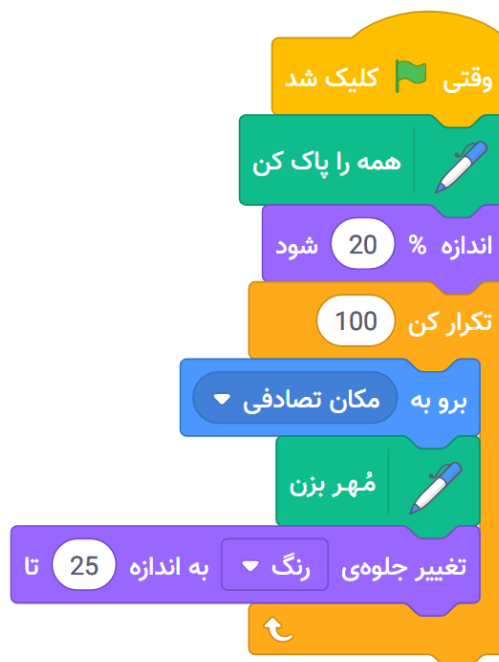 وقتی کلیک شد
همه را پاک کن
اندازه % 20 شود
تکرار کن 100
برو به مکان تصادفی
مُهر بزن
تغییر جلوه‌ی رنگ به اندازه 25 تا